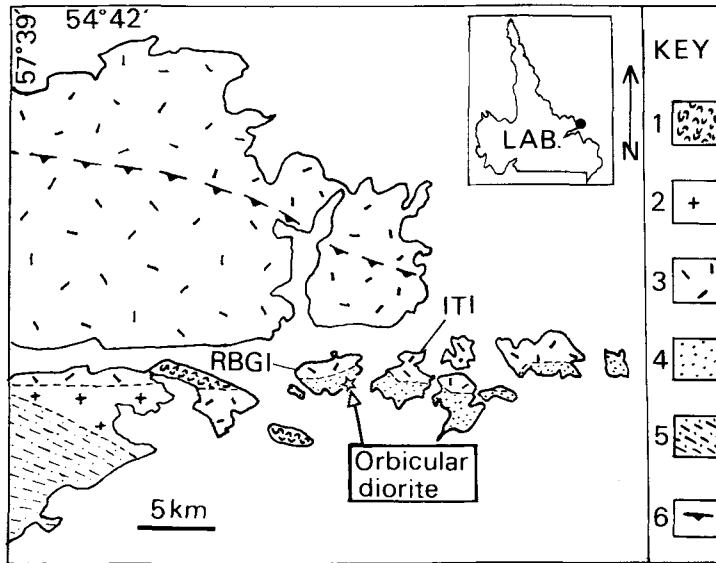 54°42′
57°39′
LAB.
N
KEY
1
2
3
4
5
6
ITI
RBGI
Orbicular
diorite
5km